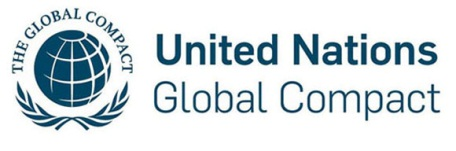 THE GLOBAL COMPACT
United Nations
Global Compact